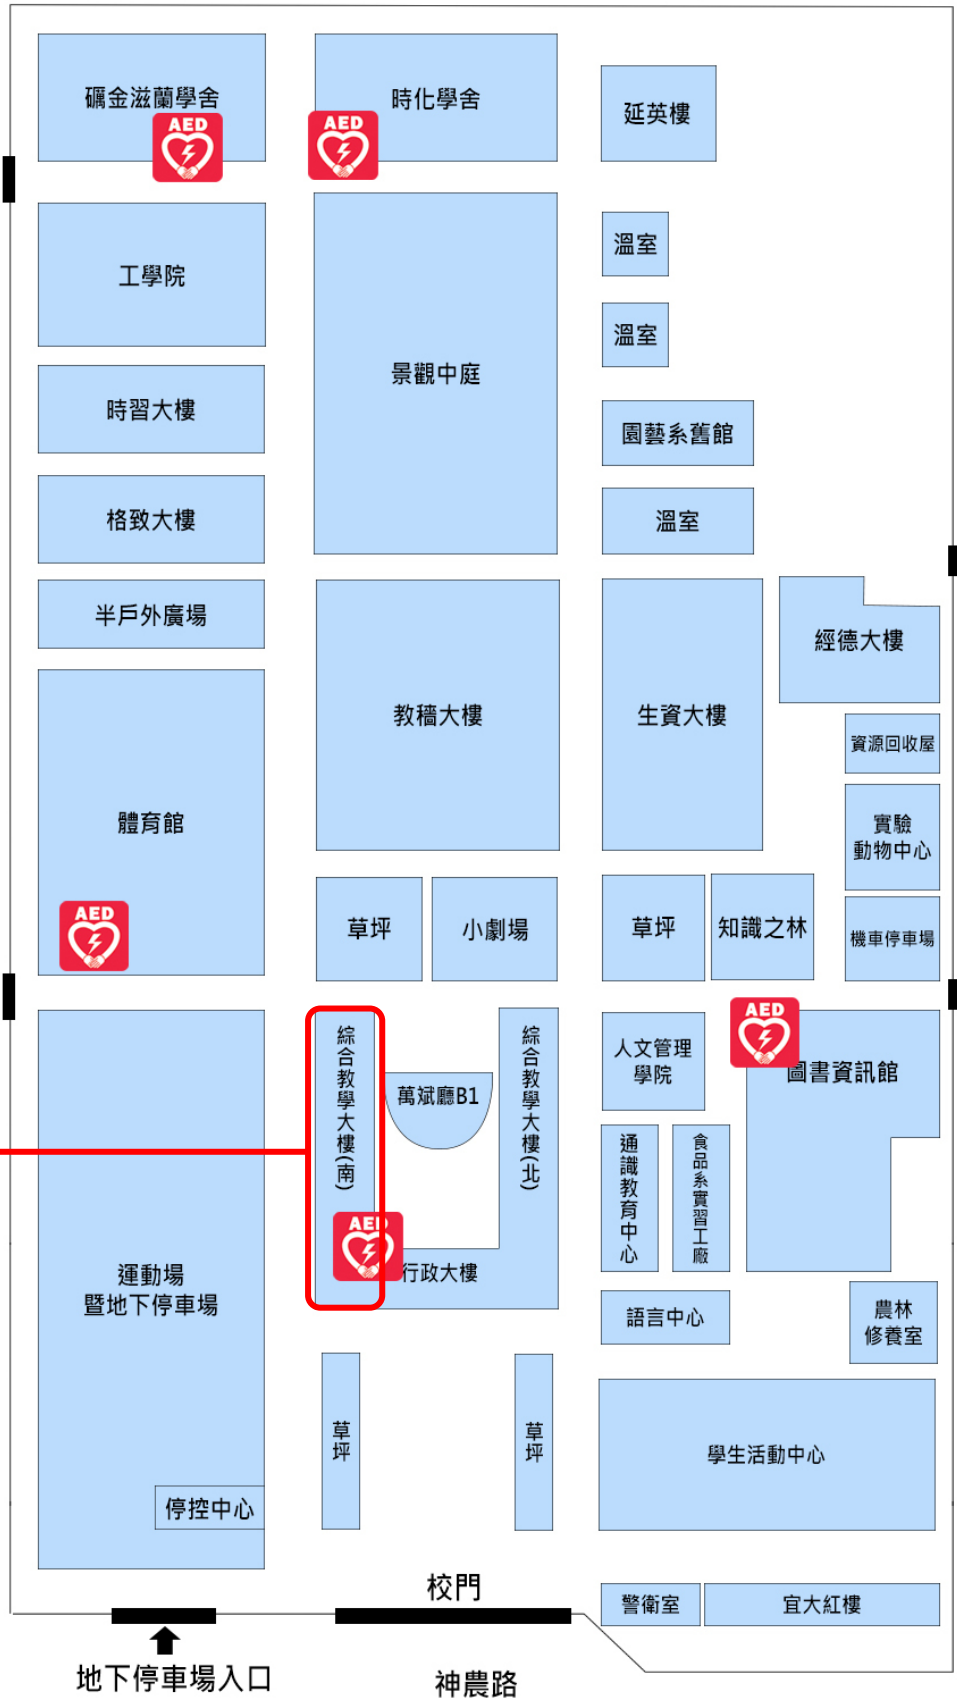 礪金滋蘭學舍
AED
時化學舍
AED
延英樓
工學院
溫室
溫室
時習大樓
景觀中庭
園藝系舊館
格致大樓
溫室
半戶外廣場
經德大樓
教穡大樓
生資大樓
資源回收屋
體育館
實驗
動物中心
AED
草坪
小劇場
草坪
知識之林
機車停車場
綜合教學大樓(南)
萬斌廳B1
綜合教學大樓(北)
人文管理
學院
AED
圖書資訊館
通識教育中心
食品系實習工廠
AED
行政大樓
運動場
暨地下停車場
語言中心
農林
修養室
草坪
草坪
學生活動中心
停控中心
校門
警衛室
宜大紅樓
地下停車場入口
神農路